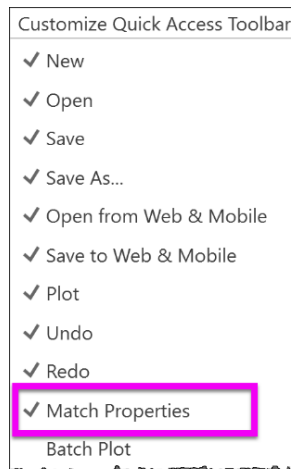 Customize Quick Access Toolbar
✓ New
✓ Open
✓ Save
✓ Save As...
✓ Open from Web & Mobile
✓ Save to Web & Mobile
✓ Plot
✓ Undo
✓ Redo
✓ Match Properties
Batch Plot